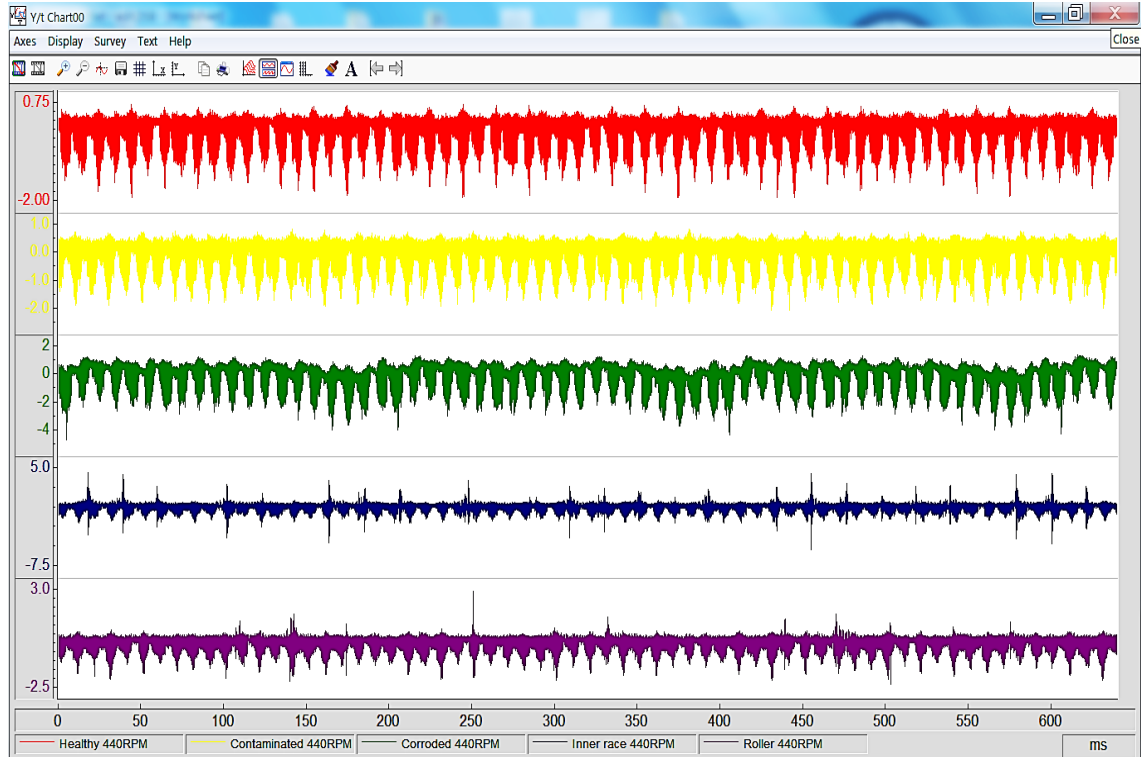 Y/t Chart00
Axes Display Survey Text Help
Close
0.75
-2.00
1.0
0.0
-1.0
-2.0
2
0
-2
-4
5.0
-7.5
3.0
-2.5
0 50 100 150 200 250 300 350 400 450 500 550 600
Healthy 440RPM Contaminated 440RPM Corroded 440RPM Inner race 440RPM Roller 440RPM ms